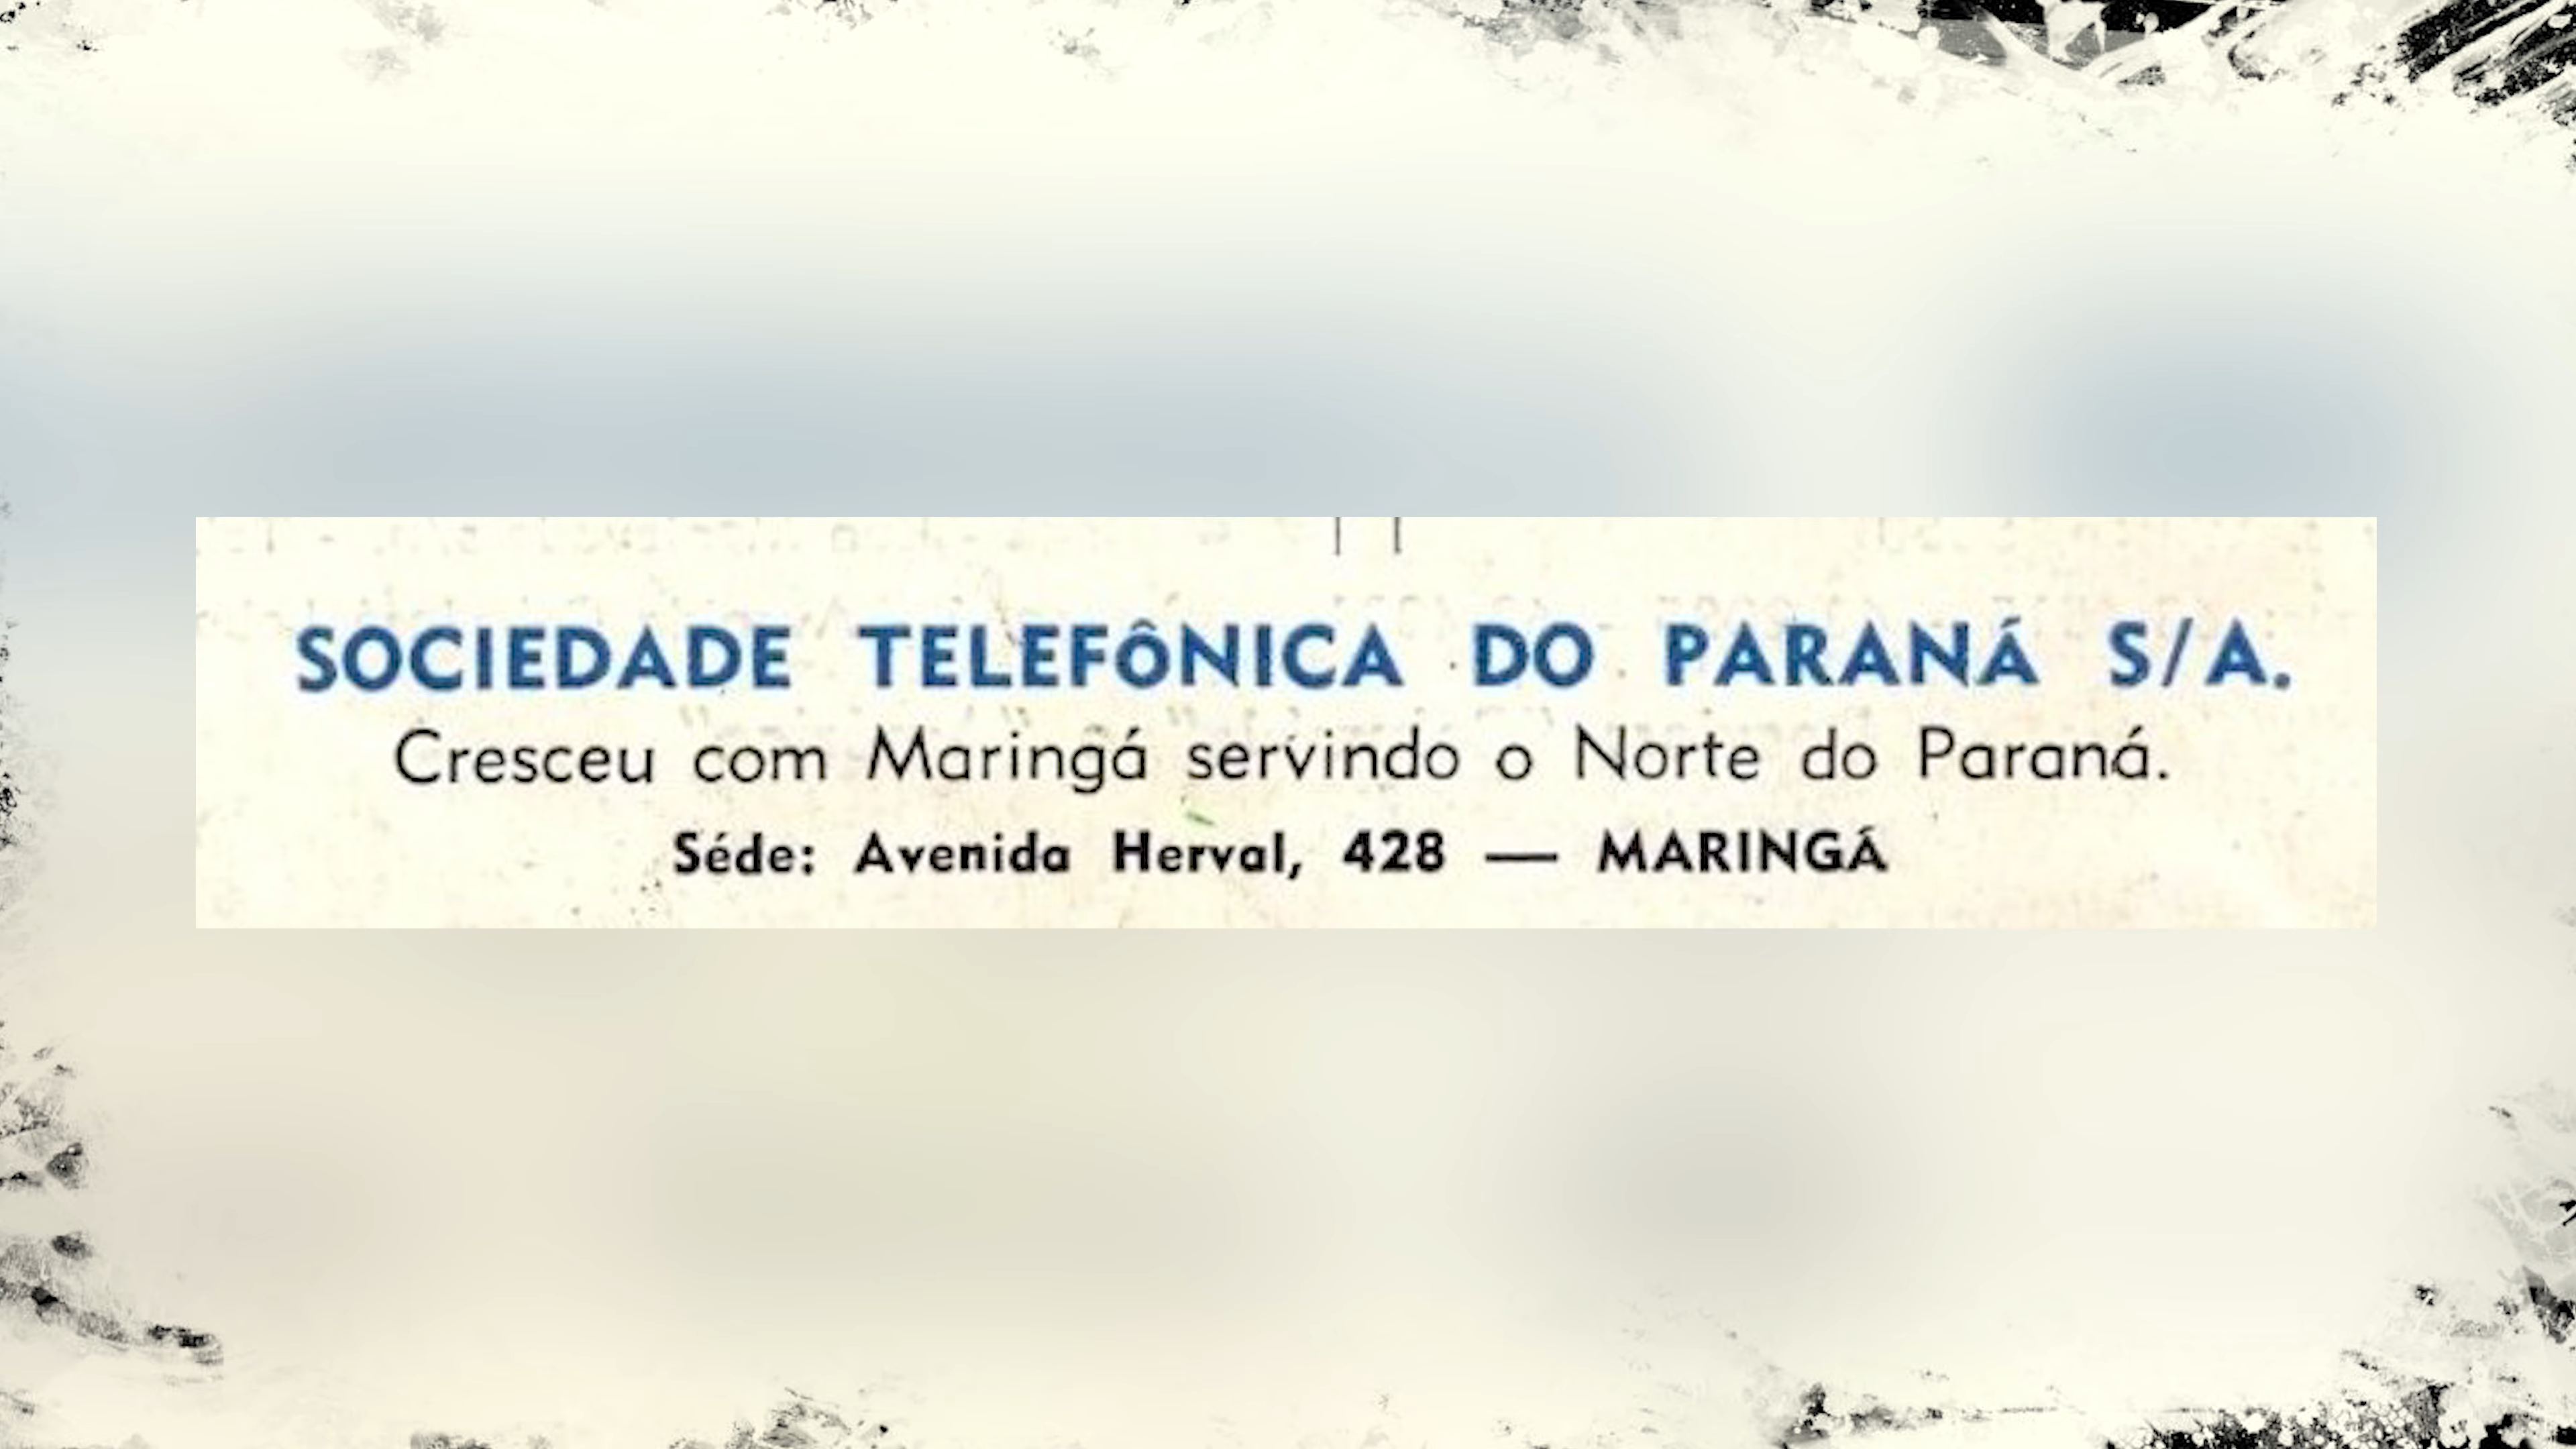 SOCIEDADE TELEFÔNICA DO PARANÁ S/A.
Cresceu com Maringá servindo o Norte do Paraná.
Séde: Avenida Herval, 428 — MARINGÁ